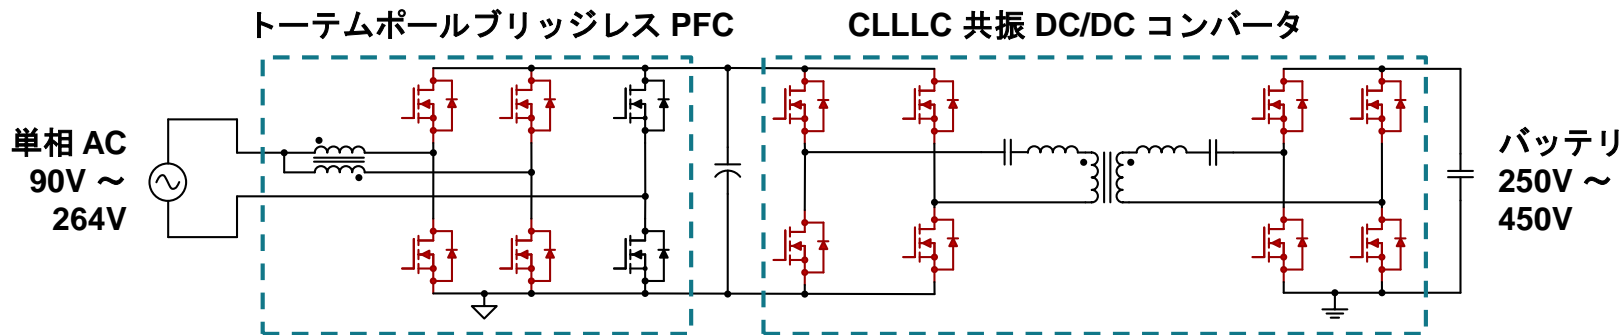 トーテムポールブリッジレス PFC
CLLLC 共振 DC/DC コンバータ
単相 AC
90V ～
264V
バッテリ
250V ～
450V